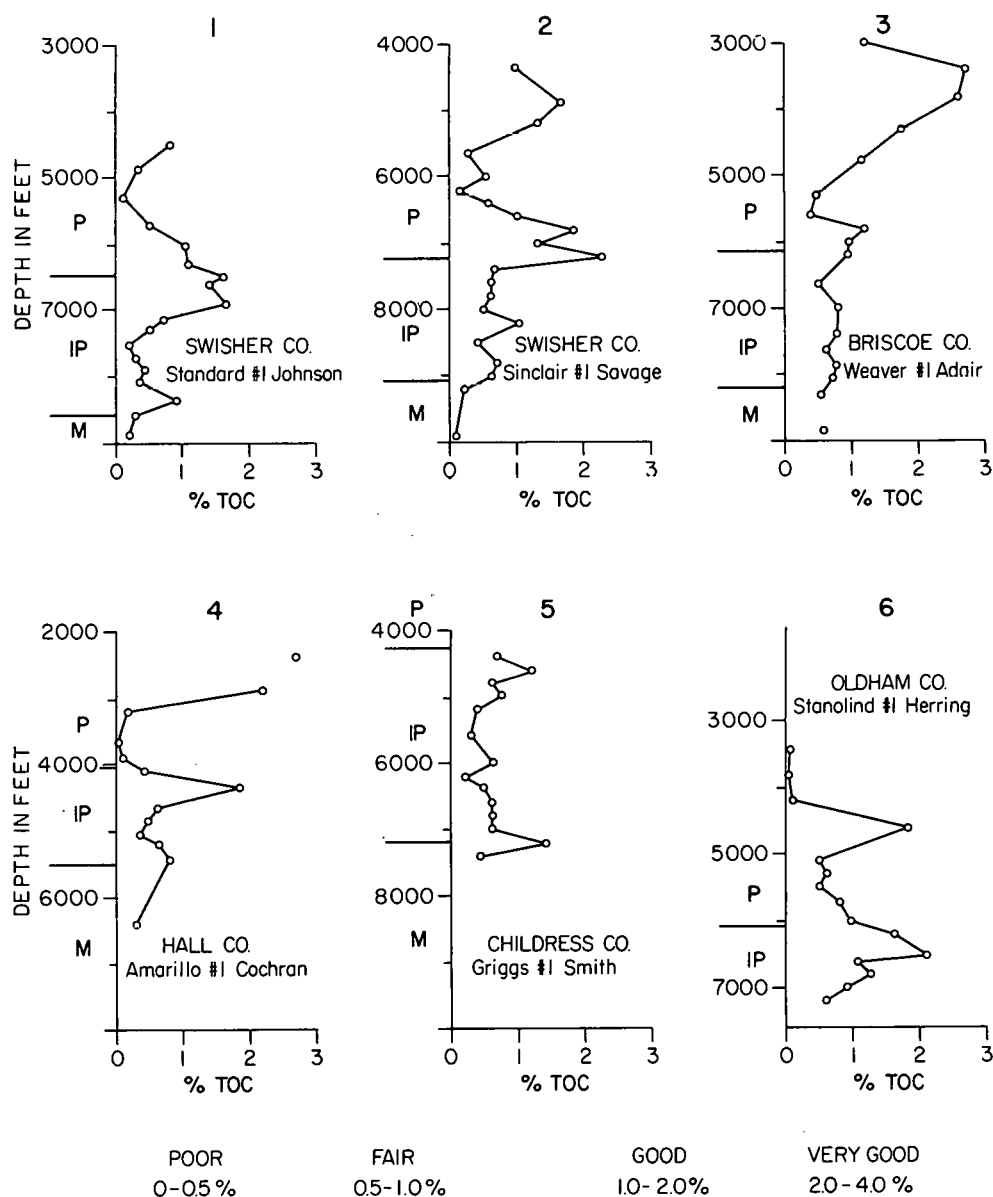 1
3000
5000
7000
DEPTH IN FEET
P
IP
M
SWISHER CO.
Standard #1 Johnson
0 1 2 3
% TOC
2
4000
6000
8000
P
IP
M
SWISHER CO.
Sinclair #1 Savage
0 1 2 3
% TOC
3
3000
5000
7000
P
IP
M
BRISCOE CO.
Weaver #1 Adair
0 1 2 3
% TOC
4
2000
4000
6000
DEPTH IN FEET
P
IP
M
HALL CO.
Amarillo #1 Cochran
0 1 2 3
% TOC
5
P
4000
6000
8000
IP
M
CHILDRESS CO.
Griggs #1 Smith
0 1 2 3
% TOC
6
OLDHAM CO.
Stanolind #1 Herring
3000
5000
7000
P
IP
0 1 2 3
% TOC
POOR FAIR GOOD VERY GOOD
0-0.5% 0.5-1.0% 1.0-2.0% 2.0-4.0%